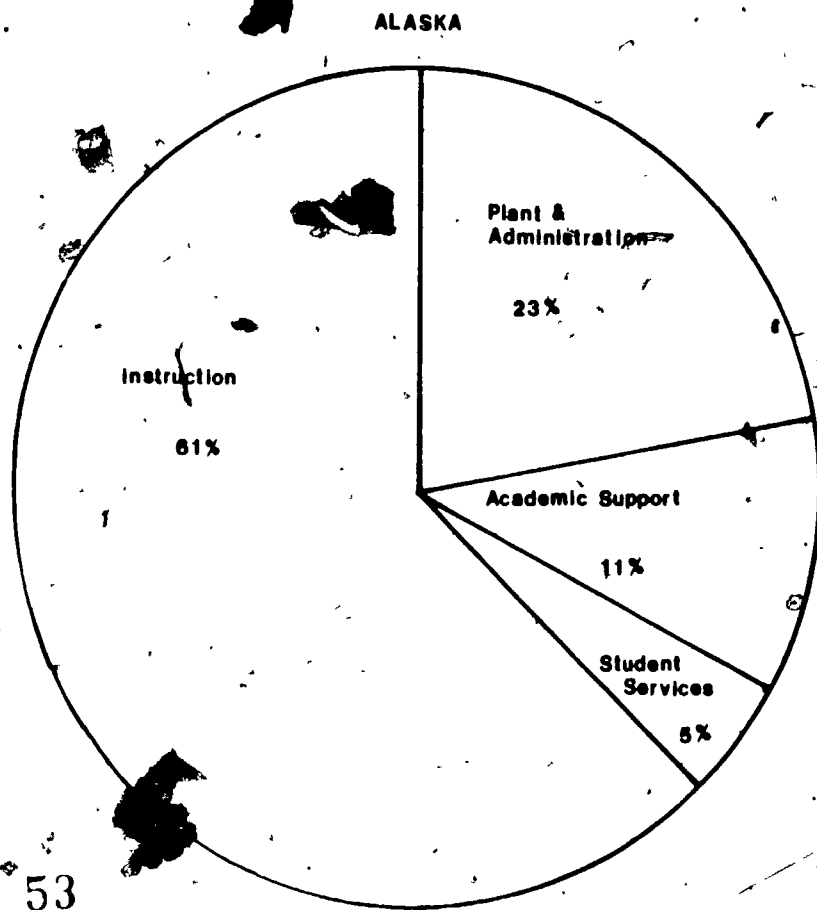 ALASKA
Plant &
Administration
23%
Instruction
61%
Academic Support
11%
Student
Services
5%
53